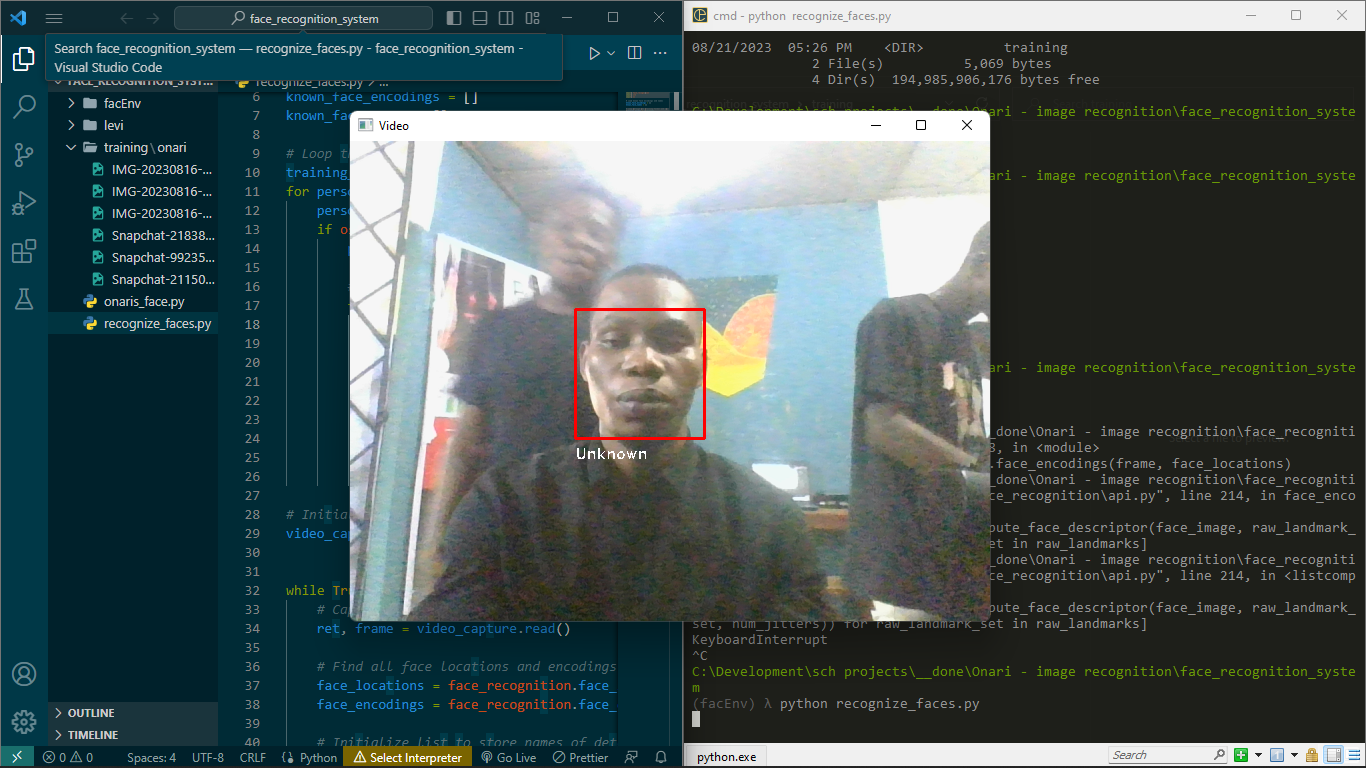 face_recognition_system
Search face_recognition_system — recognize_faces.py - face_recognition_system -
Visual Studio Code
FACE_RECOGNITION_SYST...
recognize_faces.py > ...
facEnv
levi
training\onari
IMG-20230816-...
IMG-20230816-...
IMG-20230816-...
Snapchat-21838...
Snapchat-99235...
Snapchat-21150...
onaris_face.py
recognize_faces.py
OUTLINE
TIMELINE
6 known_face_encodings = []
7 known_fac
8
9 # Loop t
10 training_
11 for perso
12 perso
13 if o
14
15
16
17
18
19
20
21
22
23
24
25
26
27
28 # Initia
29 video_cap
30
31
32 while Tr
33 # Ca
34 ret, frame = video_capture.read()
35
36 # Find all face locations and encodings
37 face_locations = face_recognition.face_
38 face_encodings = face_recognition.face_
39
40 # Initialize list to store names of det
0 0 Spaces: 4 UTF-8 CRLF Python Select Interpreter Go Live Prettier
Video
Unknown
cmd - python recognize_faces.py
08/21/2023 05:26 PM <DIR> training
2 File(s) 5,069 bytes
4 Dir(s) 194,985,906,176 bytes free
C:\Development\sch projects\__done\Onari - image recognition\face_recognition_syste
ari - image recognition\face_recognition_syste
ari - image recognition\face_recognition_syste
_done\Onari - image recognition\face_recogniti
8, in <module>
.face_encodings(frame, face_locations)
_done\Onari - image recognition\face_recogniti
ce_recognition\api.py", line 214, in face_enco
pute_face_descriptor(face_image, raw_landmark_
et in raw_landmarks]
_done\Onari - image recognition\face_recogniti
ce_recognition\api.py", line 214, in <listcomp
pute_face_descriptor(face_image, raw_landmark_
set, num_jitters)) for raw_landmark_set in raw_landmarks]
KeyboardInterrupt
^C
C:\Development\sch projects\__done\Onari - image recognition\face_recognition_syste
m
(facEnv) λ python recognize_faces.py
python.exe
Search